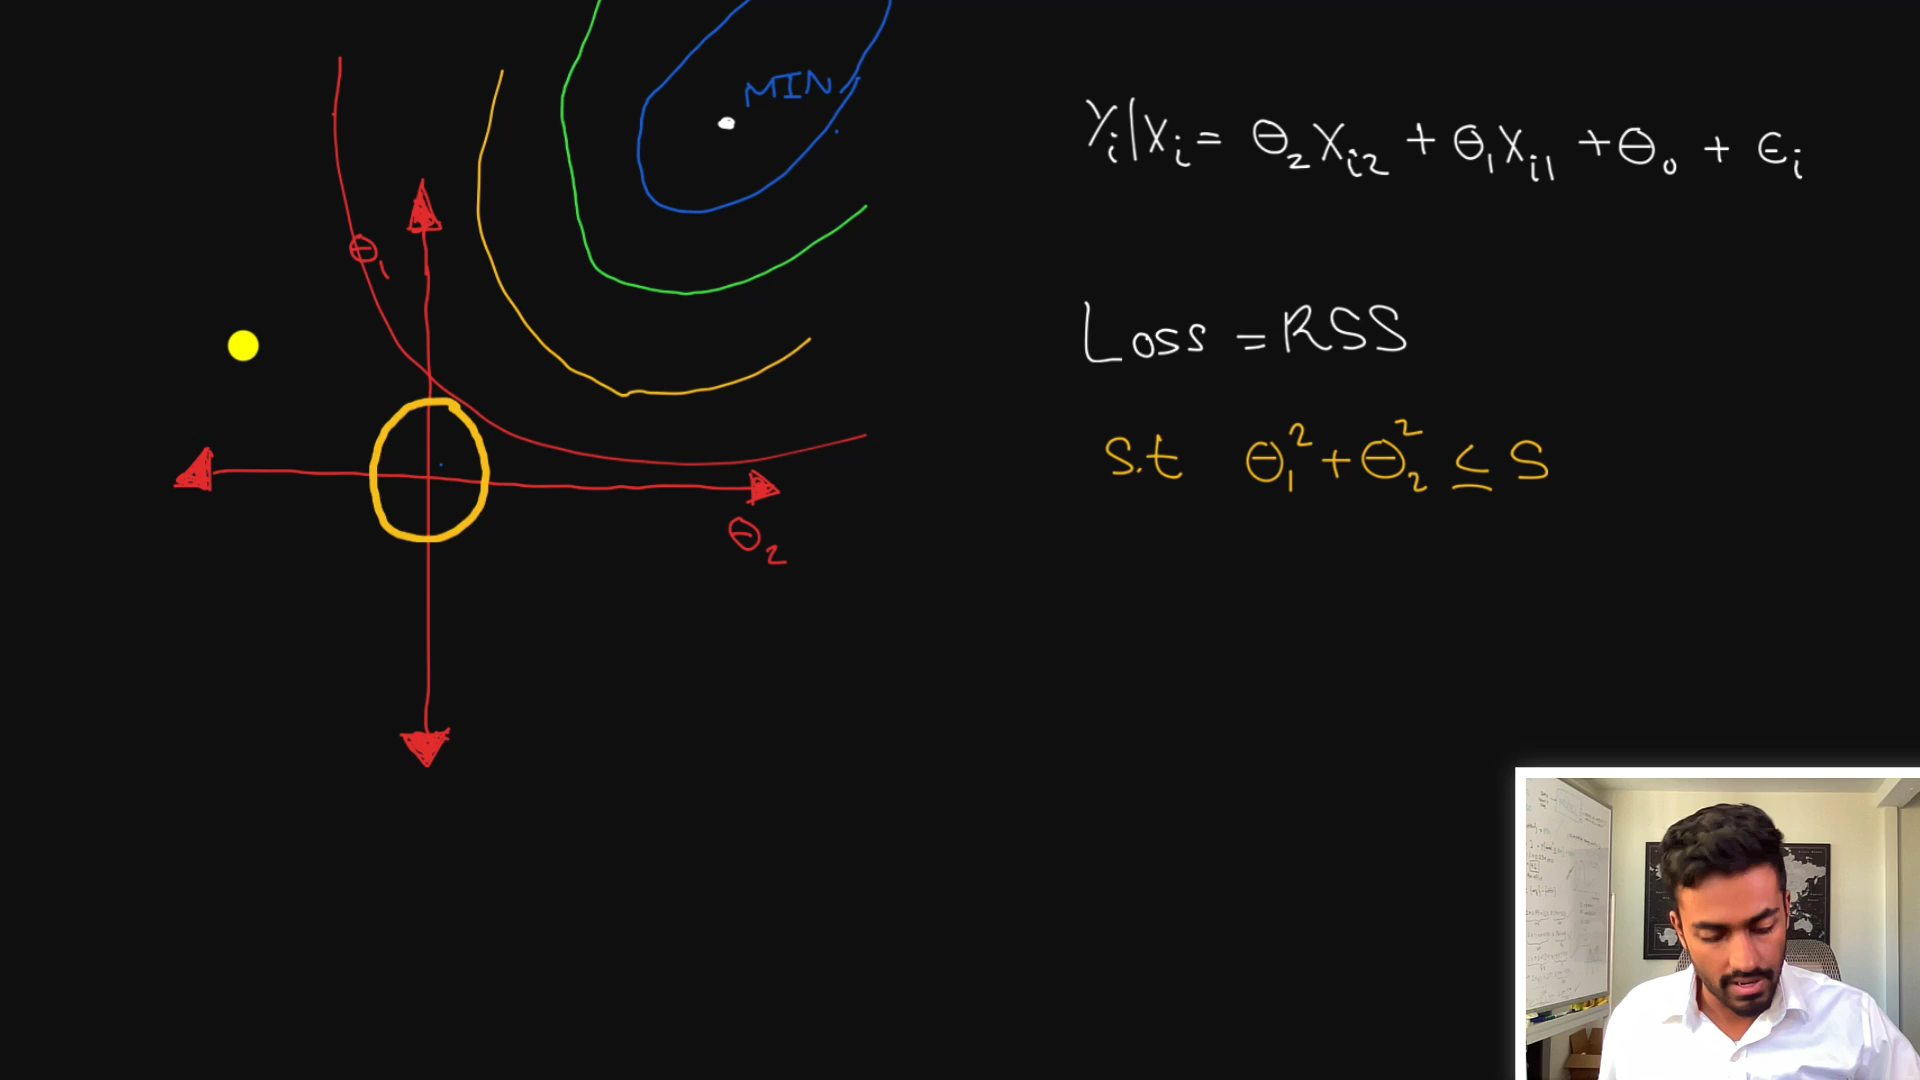 MIN
Yᵢ|Xᵢ = θ₂Xᵢ₂ + θ₁Xᵢ₁ + θ₀ + ϵᵢ
θ₁
Loss = RSS
s.t θ₁² + θ₂² ≤ S
θ₂